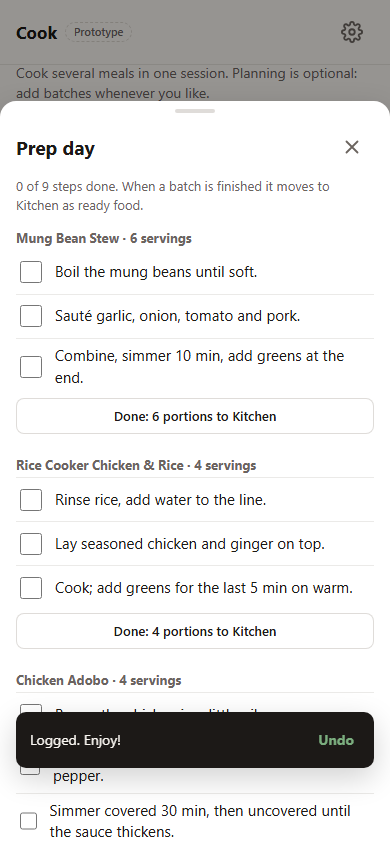 Cook Prototype
Cook several meals in one session. Planning is optional:
add batches whenever you like.
Prep day
0 of 9 steps done. When a batch is finished it moves to
Kitchen as ready food.
Mung Bean Stew · 6 servings
Boil the mung beans until soft.
Sauté garlic, onion, tomato and pork.
Combine, simmer 10 min, add greens at the
end.
Done: 6 portions to Kitchen
Rice Cooker Chicken & Rice · 4 servings
Rinse rice, add water to the line.
Lay seasoned chicken and ginger on top.
Cook; add greens for the last 5 min on warm.
Done: 4 portions to Kitchen
Chicken Adobo · 4 servings
Logged. Enjoy! Undo
pepper.
Simmer covered 30 min, then uncovered until
the sauce thickens.